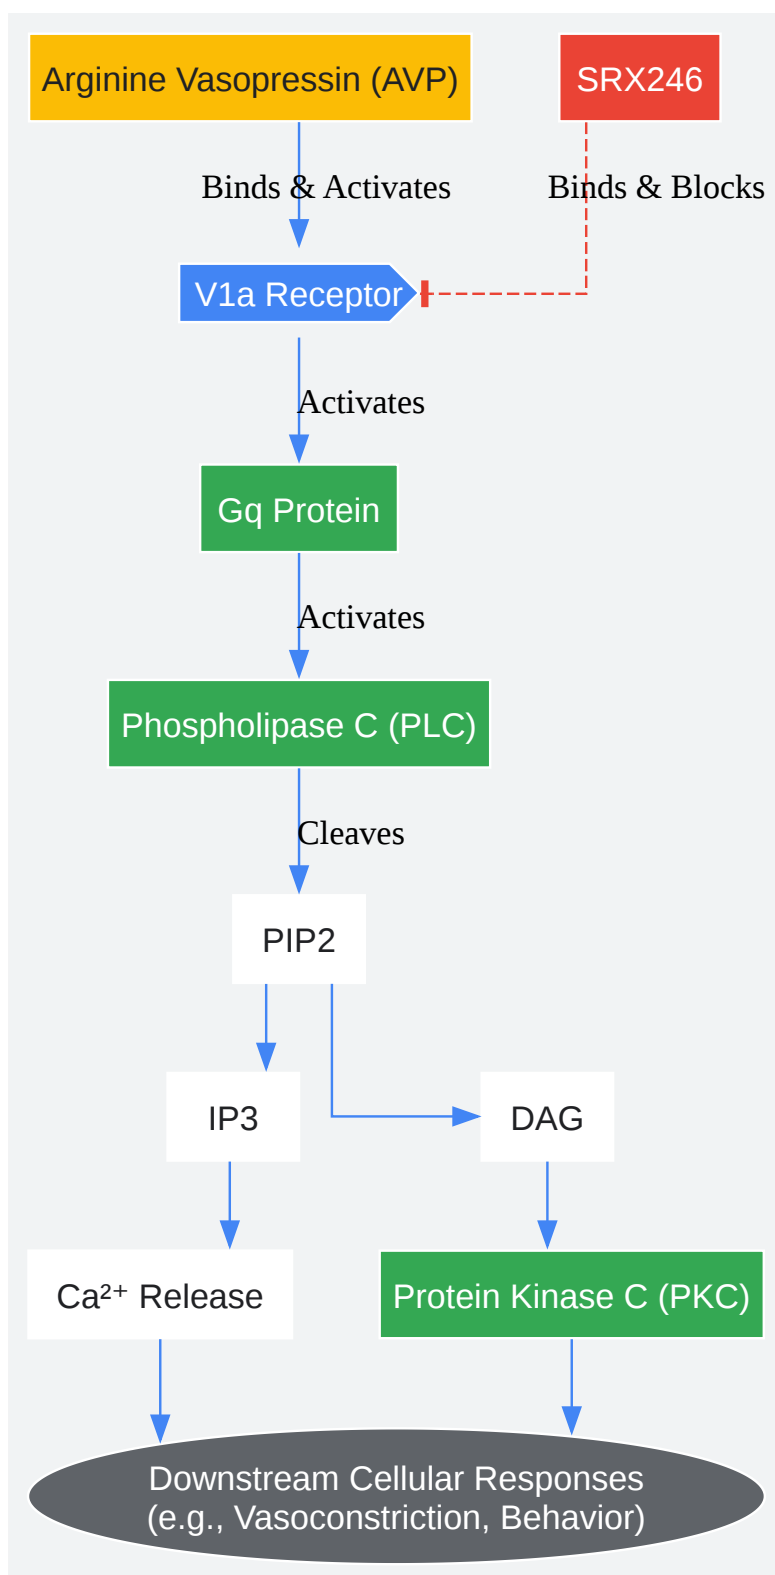 Arginine Vasopressin (AVP)
SRX246
Binds & Activates
Binds & Blocks
V1a Receptor
Activates
Gq Protein
Activates
Phospholipase C (PLC)
Cleaves
PIP2
IP3
DAG
Ca²⁺ Release
Protein Kinase C (PKC)
Downstream Cellular Responses
(e.g., Vasoconstriction, Behavior)